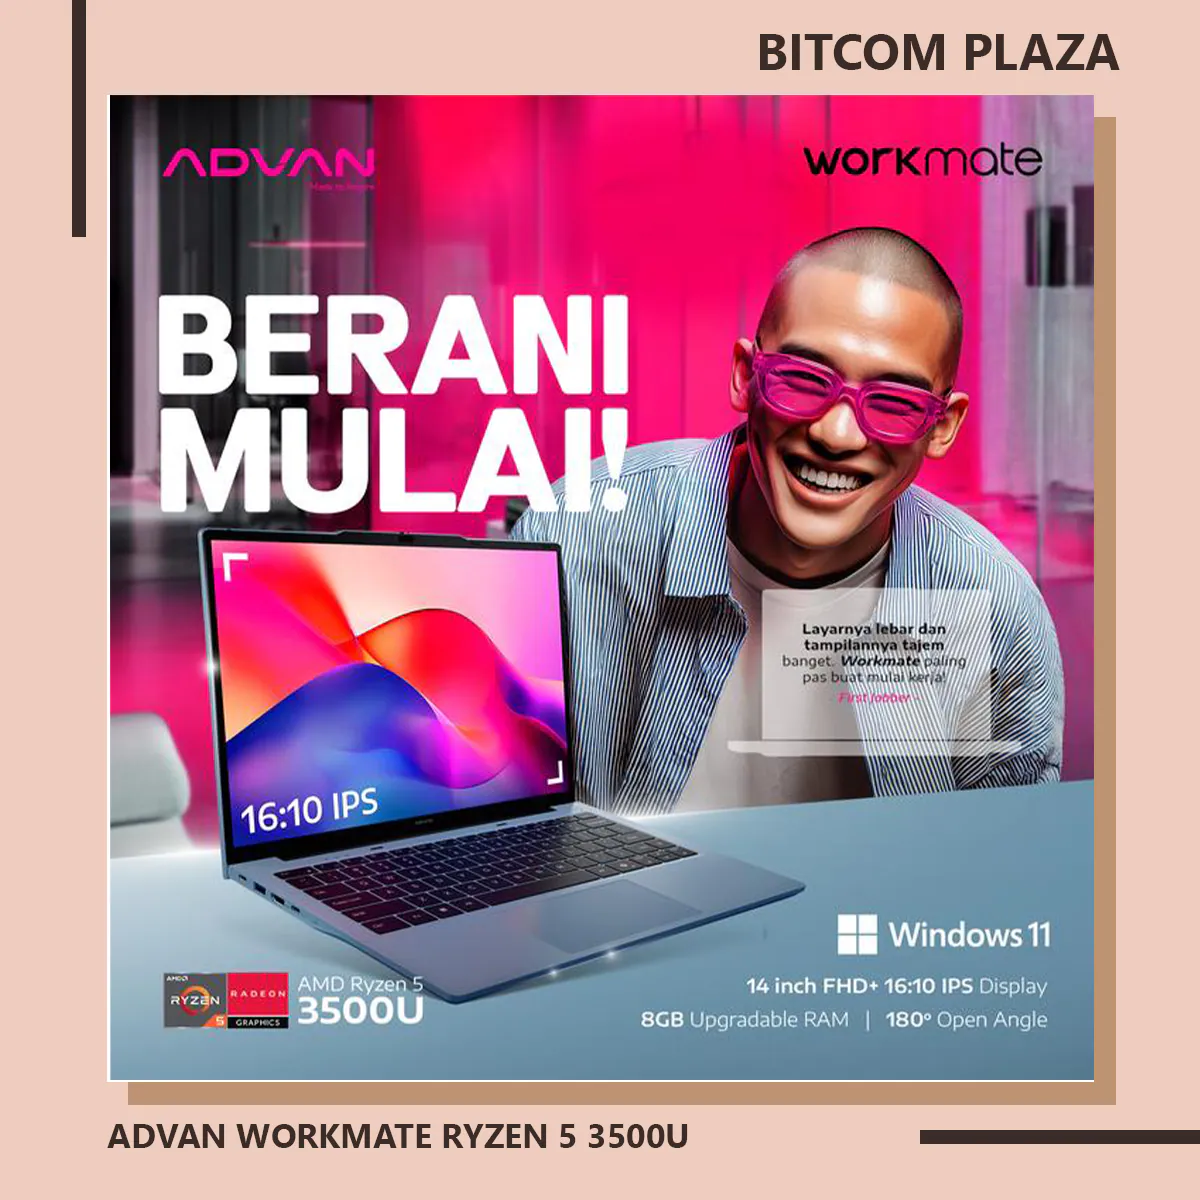 BITCOM PLAZA
ADVAN
workmate
BERANI
MULAI!
Layarnya lebar dan
tampilannya tajem
banget. Workmate paling
pas buat mulai kerja!
- First Jobber -
16:10 IPS
Windows 11
AMD
RYZEN
5
RADEON
GRAPHICS
AMD Ryzen 5
3500U
14 inch FHD+ 16:10 IPS Display
8GB Upgradable RAM | 180° Open Angle
ADVAN WORKMATE RYZEN 5 3500U